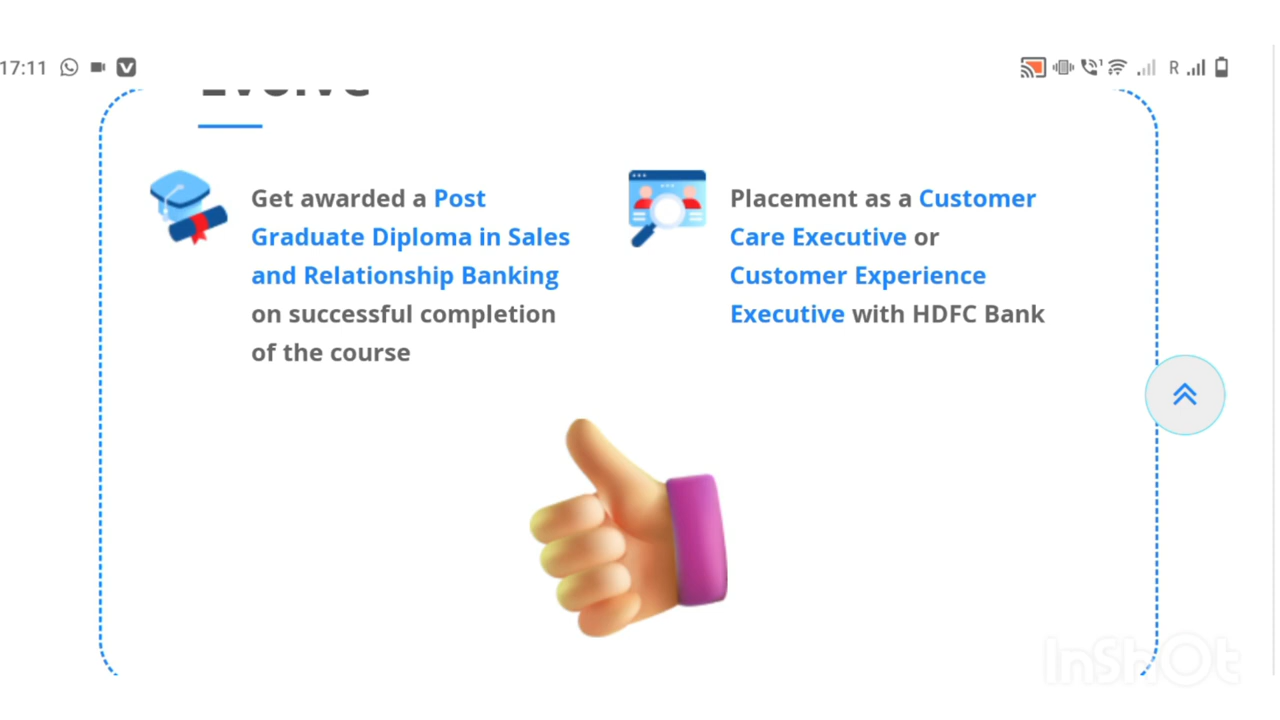 17:11
R
Evolve
Get awarded a Post
Graduate Diploma in Sales
and Relationship Banking
on successful completion
of the course
Placement as a Customer
Care Executive or
Customer Experience
Executive with HDFC Bank
InShOt